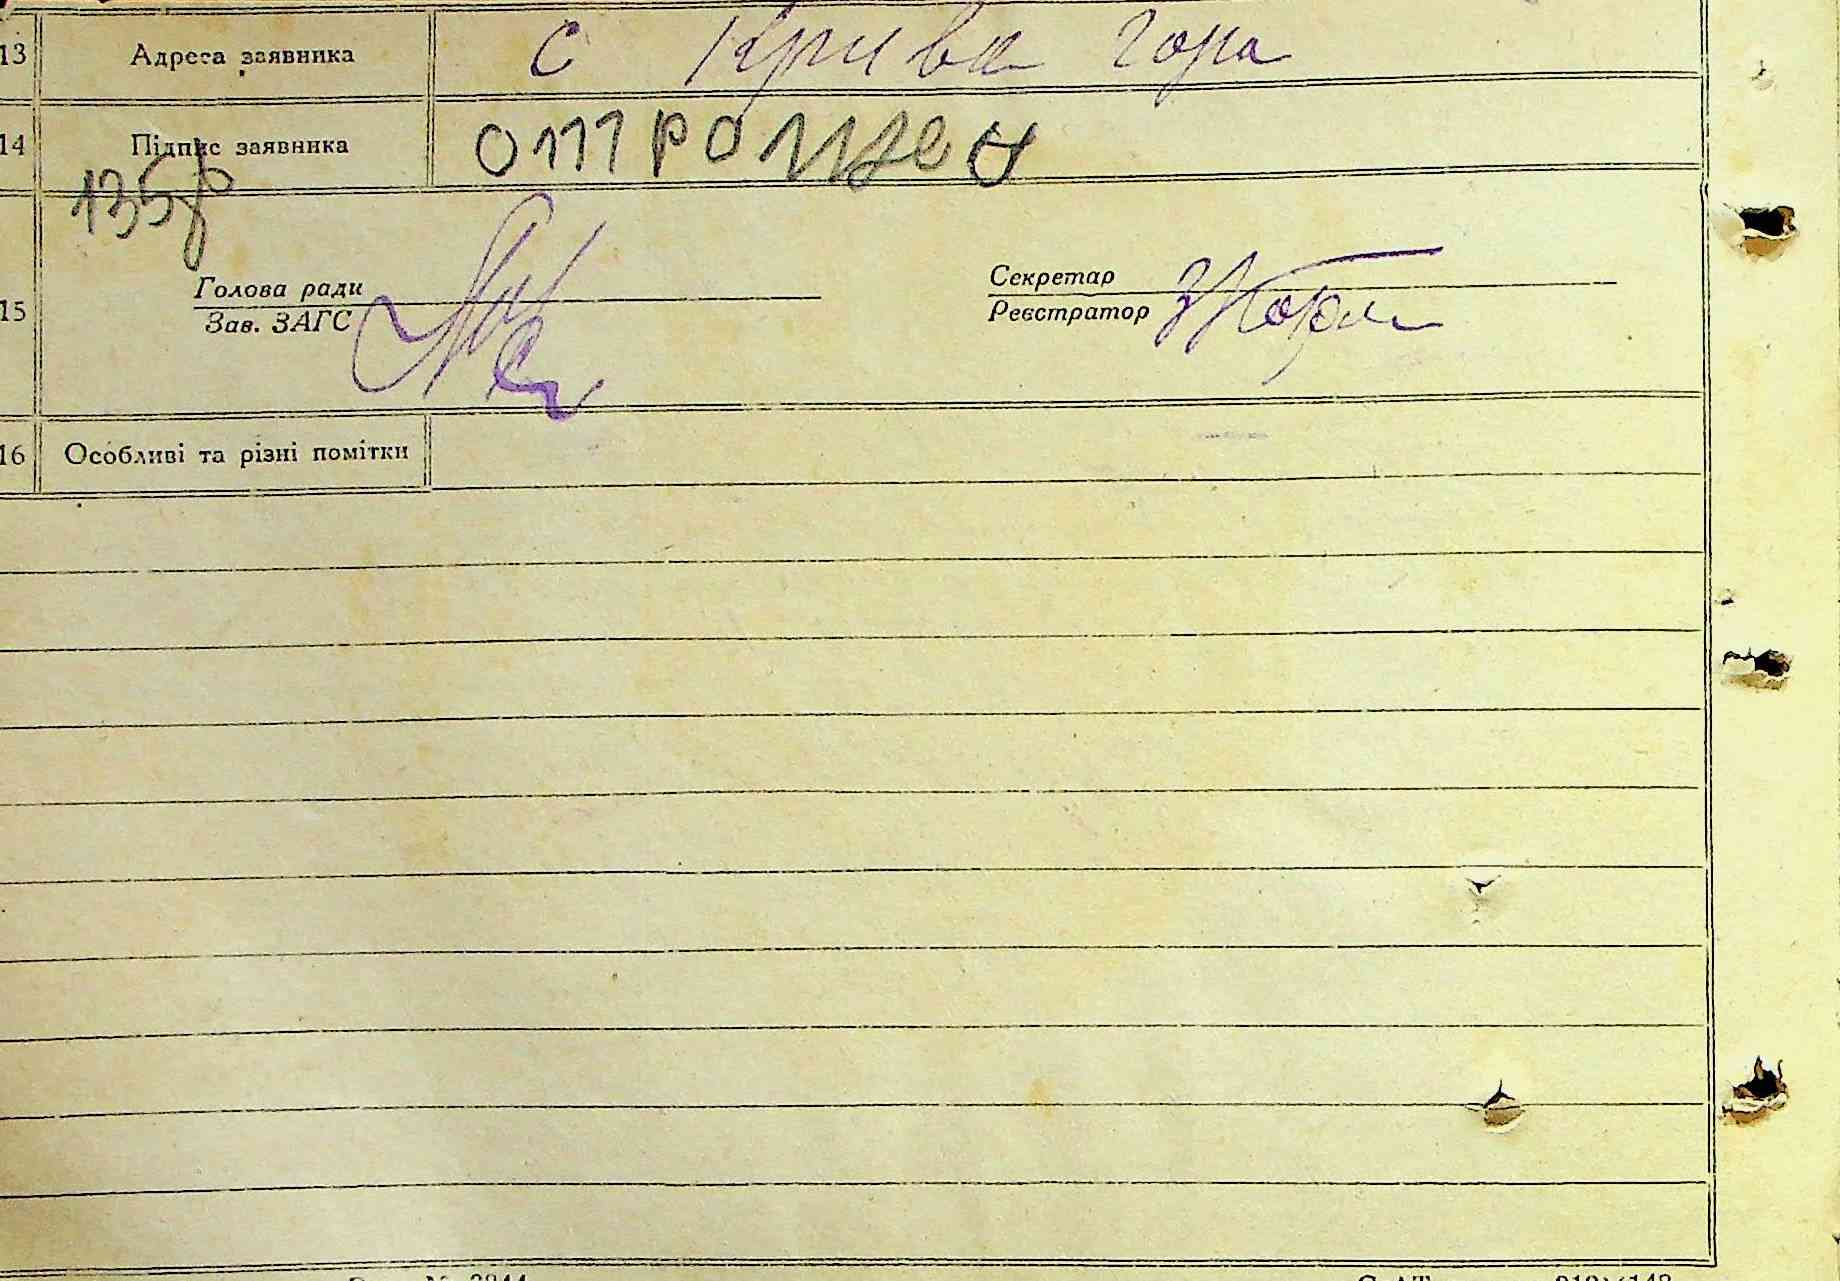 13 Адреса заявника с Крива Гора
14 Підпис заявника
135р
15 Голова ради
Зав. ЗАГС
Секретар
Реєстратор
16 Особливі та різні помітки